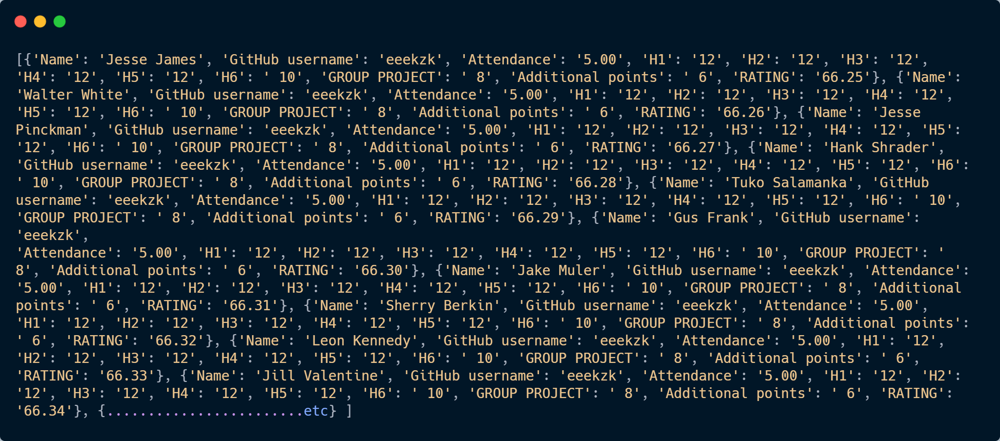 [{'Name': 'Jesse James', 'GitHub username': 'eeekzk', 'Attendance': '5.00', 'H1': '12', 'H2': '12', 'H3': '12',
'H4': '12', 'H5': '12', 'H6': ' 10', 'GROUP PROJECT': ' 8', 'Additional points': ' 6', 'RATING': '66.25'}, {'Name':
'Walter White', 'GitHub username': 'eeekzk', 'Attendance': '5.00', 'H1': '12', 'H2': '12', 'H3': '12', 'H4': '12',
'H5': '12', 'H6': ' 10', 'GROUP PROJECT': ' 8', 'Additional points': ' 6', 'RATING': '66.26'}, {'Name': 'Jesse
Pinckman', 'GitHub username': 'eeekzk', 'Attendance': '5.00', 'H1': '12', 'H2': '12', 'H3': '12', 'H4': '12', 'H5':
'12', 'H6': ' 10', 'GROUP PROJECT': ' 8', 'Additional points': ' 6', 'RATING': '66.27'}, {'Name': 'Hank Shrader',
'GitHub username': 'eeekzk', 'Attendance': '5.00', 'H1': '12', 'H2': '12', 'H3': '12', 'H4': '12', 'H5': '12', 'H6':
' 10', 'GROUP PROJECT': ' 8', 'Additional points': ' 6', 'RATING': '66.28'}, {'Name': 'Tuko Salamanka', 'GitHub
username': 'eeekzk', 'Attendance': '5.00', 'H1': '12', 'H2': '12', 'H3': '12', 'H4': '12', 'H5': '12', 'H6': ' 10',
'GROUP PROJECT': ' 8', 'Additional points': ' 6', 'RATING': '66.29'}, {'Name': 'Gus Frank', 'GitHub username':
'eeekzk',
'Attendance': '5.00', 'H1': '12', 'H2': '12', 'H3': '12', 'H4': '12', 'H5': '12', 'H6': ' 10', 'GROUP PROJECT': '
8', 'Additional points': ' 6', 'RATING': '66.30'}, {'Name': 'Jake Muler', 'GitHub username': 'eeekzk', 'Attendance':
'5.00', 'H1': '12', 'H2': '12', 'H3': '12', 'H4': '12', 'H5': '12', 'H6': ' 10', 'GROUP PROJECT': ' 8', 'Additional
points': ' 6', 'RATING': '66.31'}, {'Name': 'Sherry Berkin', 'GitHub username': 'eeekzk', 'Attendance': '5.00',
'H1': '12', 'H2': '12', 'H3': '12', 'H4': '12', 'H5': '12', 'H6': ' 10', 'GROUP PROJECT': ' 8', 'Additional points':
' 6', 'RATING': '66.32'}, {'Name': 'Leon Kennedy', 'GitHub username': 'eeekzk', 'Attendance': '5.00', 'H1': '12',
'H2': '12', 'H3': '12', 'H4': '12', 'H5': '12', 'H6': ' 10', 'GROUP PROJECT': ' 8', 'Additional points': ' 6',
'RATING': '66.33'}, {'Name': 'Jill Valentine', 'GitHub username': 'eeekzk', 'Attendance': '5.00', 'H1': '12', 'H2':
'12', 'H3': '12', 'H4': '12', 'H5': '12', 'H6': ' 10', 'GROUP PROJECT': ' 8', 'Additional points': ' 6', 'RATING':
'66.34'}, {........................etc} ]